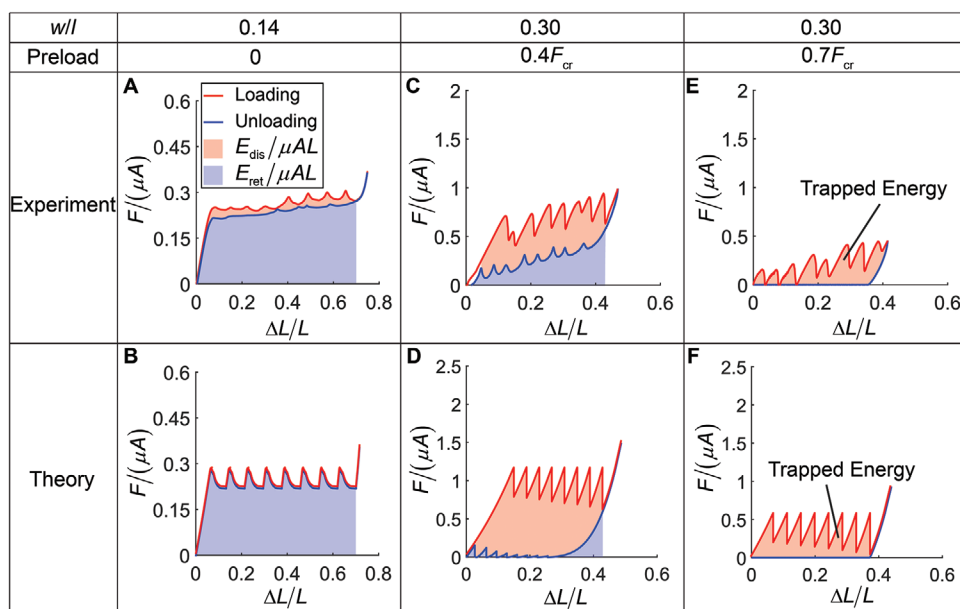 w/l 0.14 0.30 0.30
Preload 0 0.4F_cr 0.7F_cr
Experiment
A
Loading
Unloading
E_dis/μAL
E_ret/μAL
F/(μA)
0.6
0.45
0.3
0.15
0
0 0.2 0.4 0.6 0.8
ΔL/L
C
F/(μA)
2
1.5
1
0.5
0
0 0.2 0.4 0.6
ΔL/L
E
Trapped Energy
F/(μA)
2
1.5
1
0.5
0
0 0.2 0.4 0.6
ΔL/L
Theory
B
F/(μA)
0.6
0.45
0.3
0.15
0
0 0.2 0.4 0.6 0.8
ΔL/L
D
F/(μA)
2.5
2
1.5
1
0.5
0
0 0.2 0.4 0.6
ΔL/L
F
Trapped Energy
F/(μA)
2.5
2
1.5
1
0.5
0
0 0.2 0.4 0.6
ΔL/L